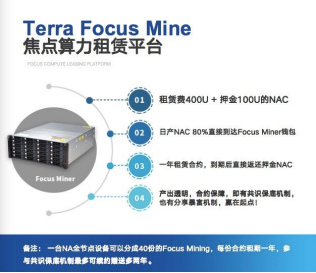 Terra Focus Mine
焦点算力租赁平台
FOCUS COMPUTE LEASING PLATFORM
01
租赁费400U + 押金100U的NAC
02
日产NAC 80%直接到达Focus Miner钱包
03
一年租赁合约，到期后直接返还押金NAC
04
产出透明，合约保障，即有共识保底机制，
也有分享暴富机制，赢在起点！
Focus Miner
备注： 一台NA全节点设备可以分成40份的Focus Mining，每份合约租期一年，参
与共识保底机制最多可续的赠送多两年。